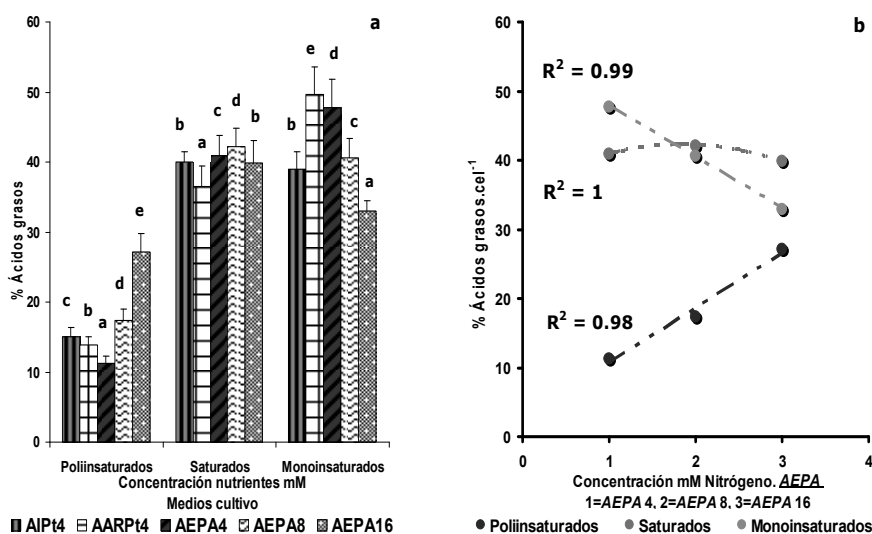 a
60
50
40
30
20
10
0
% Ácidos grasos
c
b
a
d
e
b
a
c
d
b
b
e
d
c
a
Poliinsaturados Saturados Monoinsaturados
Concentración nutrientes mM
Medios cultivo
AIPt4 AARPt4 AEPA4 AEPA8 AEPA16
b
60
50
40
30
20
10
0
% Ácidos grasos.cel-1
R2 = 0.99
R2 = 1
R2 = 0.98
0 1 2 3 4
Concentración mM Nitrógeno. AEPA
1=AEPA 4, 2=AEPA 8, 3=AEPA 16
Poliinsaturados Saturados Monoinsaturados